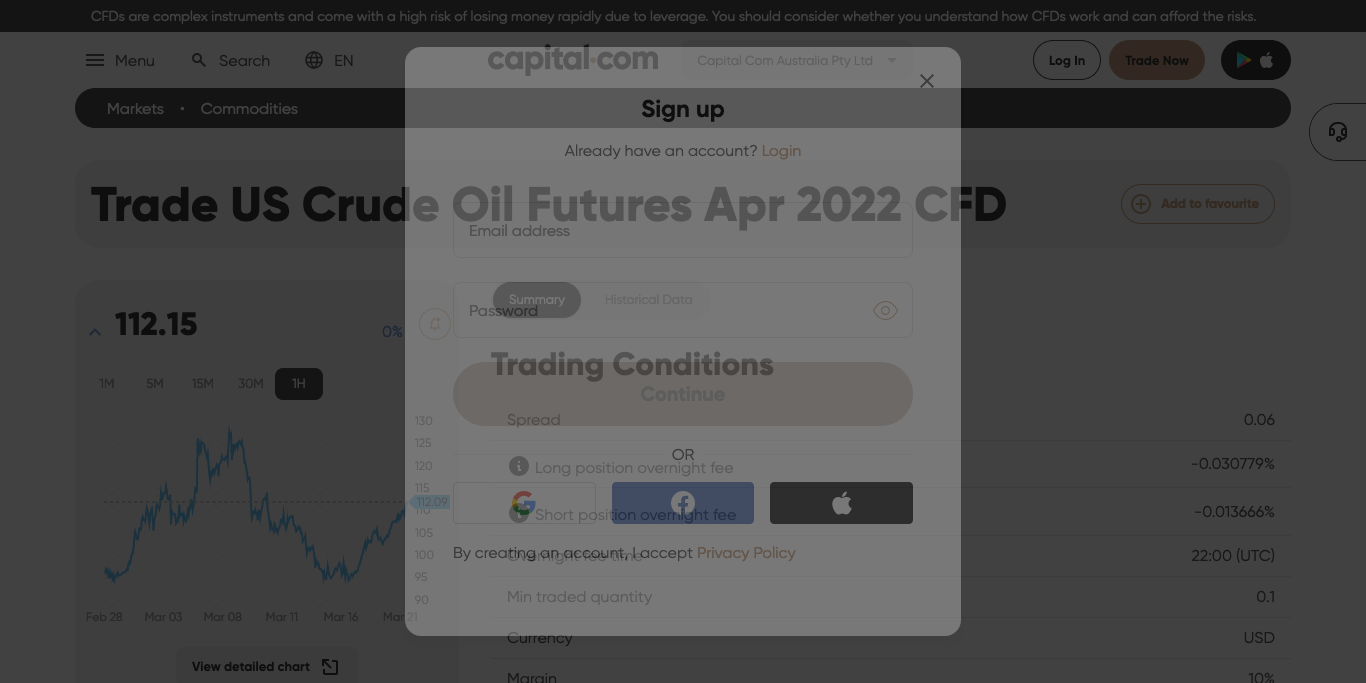 CFDs are complex instruments and come with a high risk of losing money rapidly due to leverage. You should consider whether you understand how CFDs work and can afford the risks.
Menu Search EN
capital.com
Capital Com Australia Pty Ltd
Log In
Trade Now
Markets • Commodities
Sign up
Already have an account? Login
Trade US Crude Oil Futures Apr 2022 CFD
Add to favourite
Email address
Password
Continue
OR
By creating an account, I accept Privacy Policy
112.15
0%
1M 5M 15M 30M 1H
130
125
120
115
112.09
110
105
100
95
90
Feb 28 Mar 03 Mar 08 Mar 11 Mar 16 Mar 21
View detailed chart
Summary Historical Data
Trading Conditions
Spread 0.06
Long position overnight fee -0.030779%
Short position overnight fee -0.013666%
Overnight fee time 22:00 (UTC)
Min traded quantity 0.1
Currency USD
Margin 10%